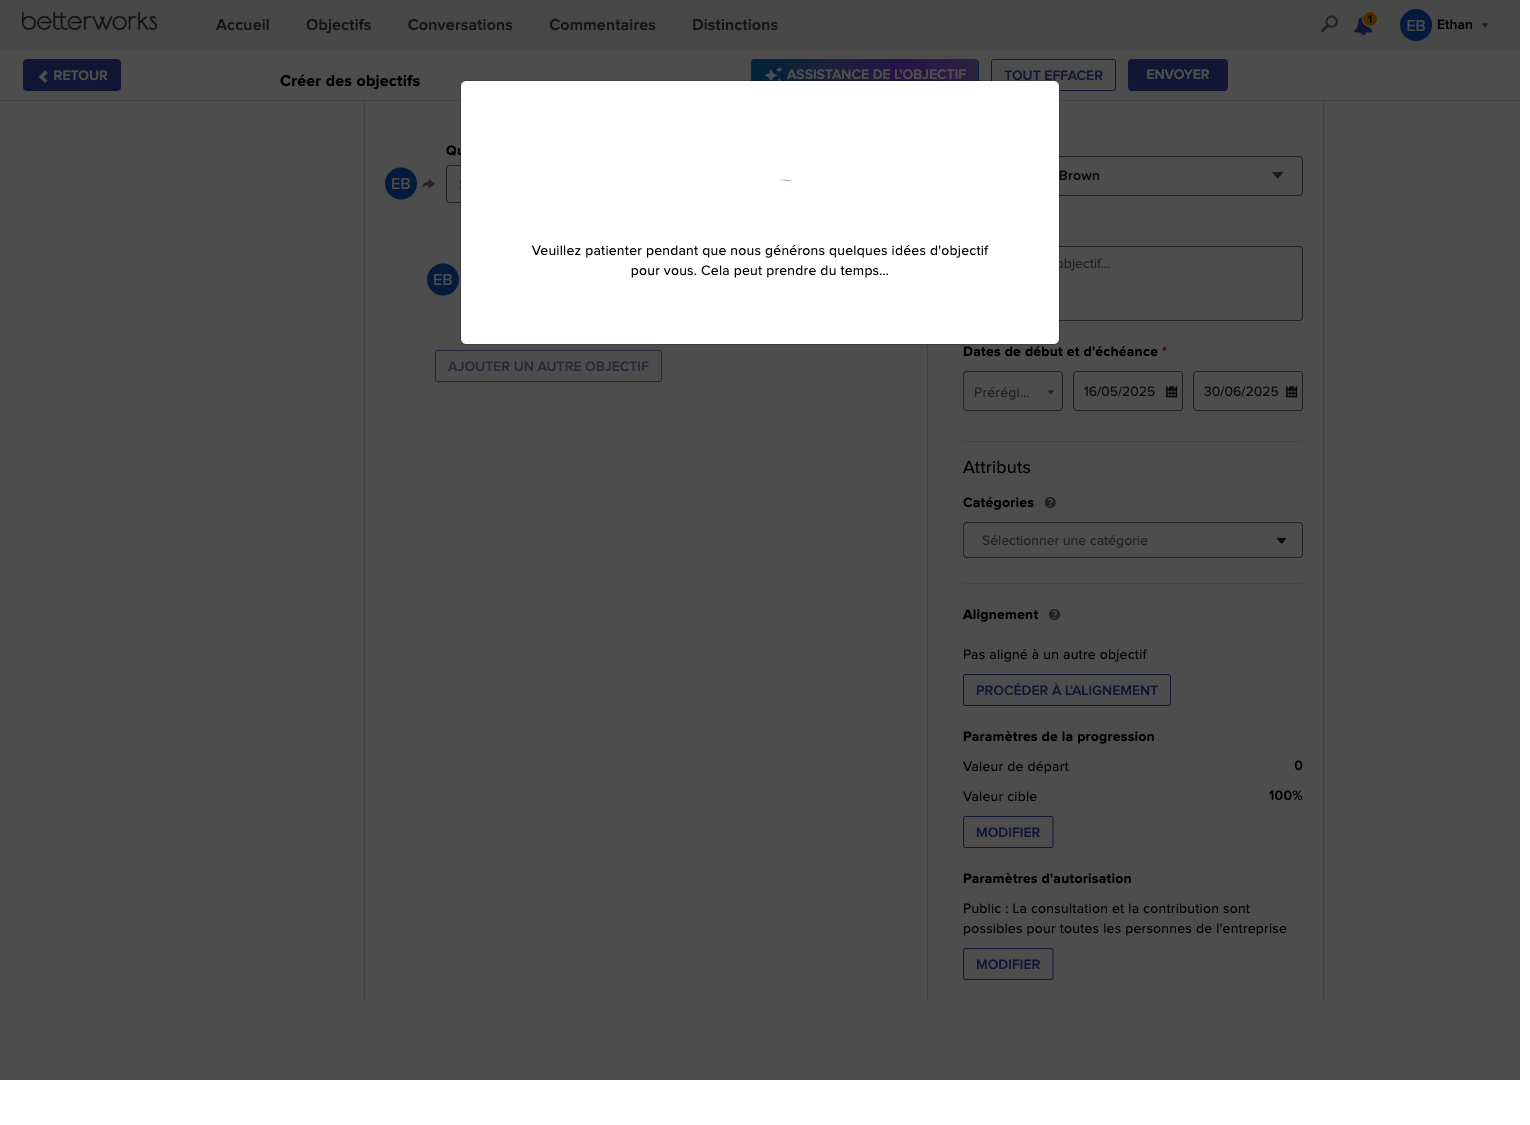 betterworks
Accueil
Objectifs
Conversations
Commentaires
Distinctions
1
EB
Ethan
RETOUR
Créer des objectifs
ASSISTANCE DE L'OBJECTIF
TOUT EFFACER
ENVOYER
EB
Brown
Veuillez patienter pendant que nous générons quelques idées d'objectif
pour vous. Cela peut prendre du temps...
EB
objectif...
AJOUTER UN AUTRE OBJECTIF
Dates de début et d'échéance *
Prérégl...
16/05/2025
30/06/2025
Attributs
Catégories
Sélectionner une catégorie
Alignement
Pas aligné à un autre objectif
PROCÉDER À L'ALIGNEMENT
Paramètres de la progression
Valeur de départ
0
Valeur cible
100%
MODIFIER
Paramètres d'autorisation
Public : La consultation et la contribution sont
possibles pour toutes les personnes de l'entreprise
MODIFIER